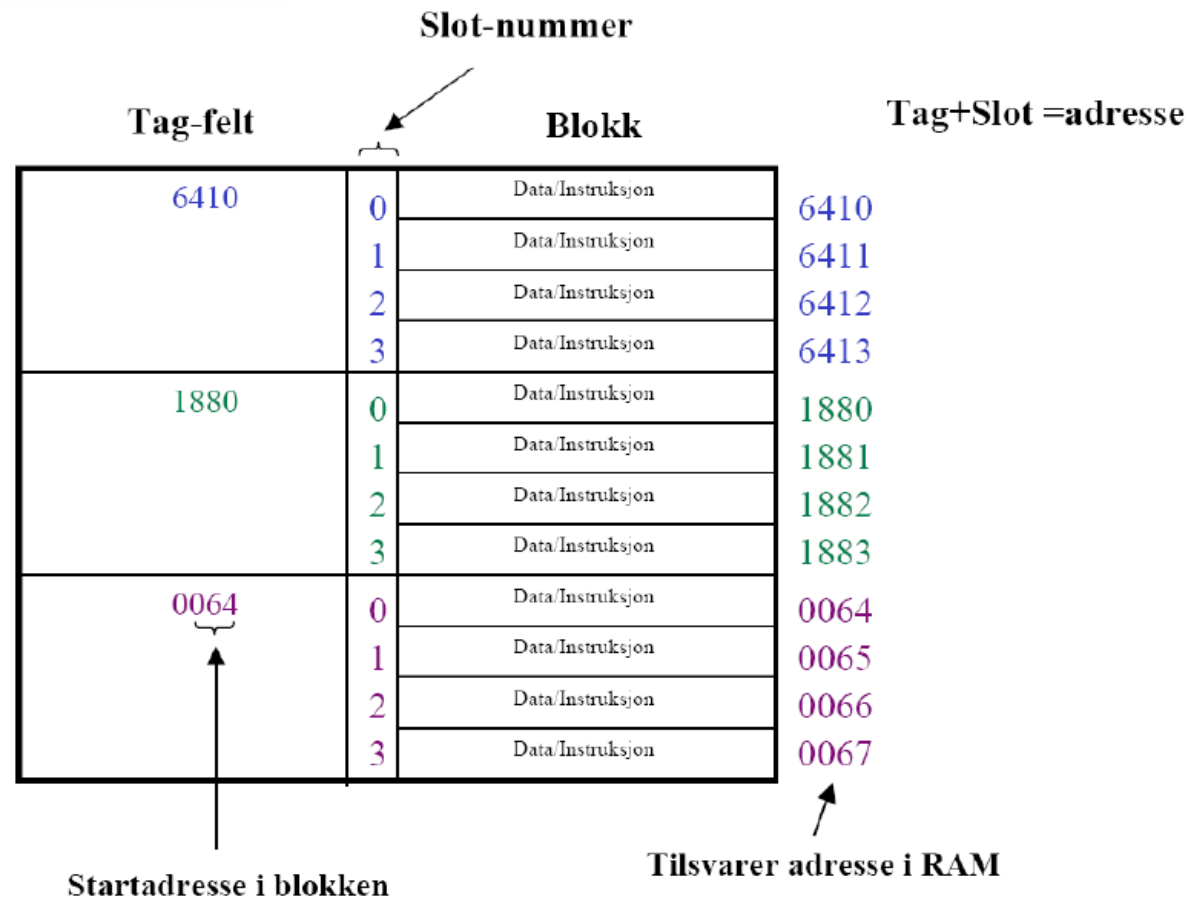 Slot-nummer
Tag-felt Blokk Tag+Slot =adresse
6410 0 Data/Instruksjon 6410
1 Data/Instruksjon 6411
2 Data/Instruksjon 6412
3 Data/Instruksjon 6413
1880 0 Data/Instruksjon 1880
1 Data/Instruksjon 1881
2 Data/Instruksjon 1882
3 Data/Instruksjon 1883
0064 0 Data/Instruksjon 0064
1 Data/Instruksjon 0065
2 Data/Instruksjon 0066
3 Data/Instruksjon 0067
Startadresse i blokken Tilsvarer adresse i RAM